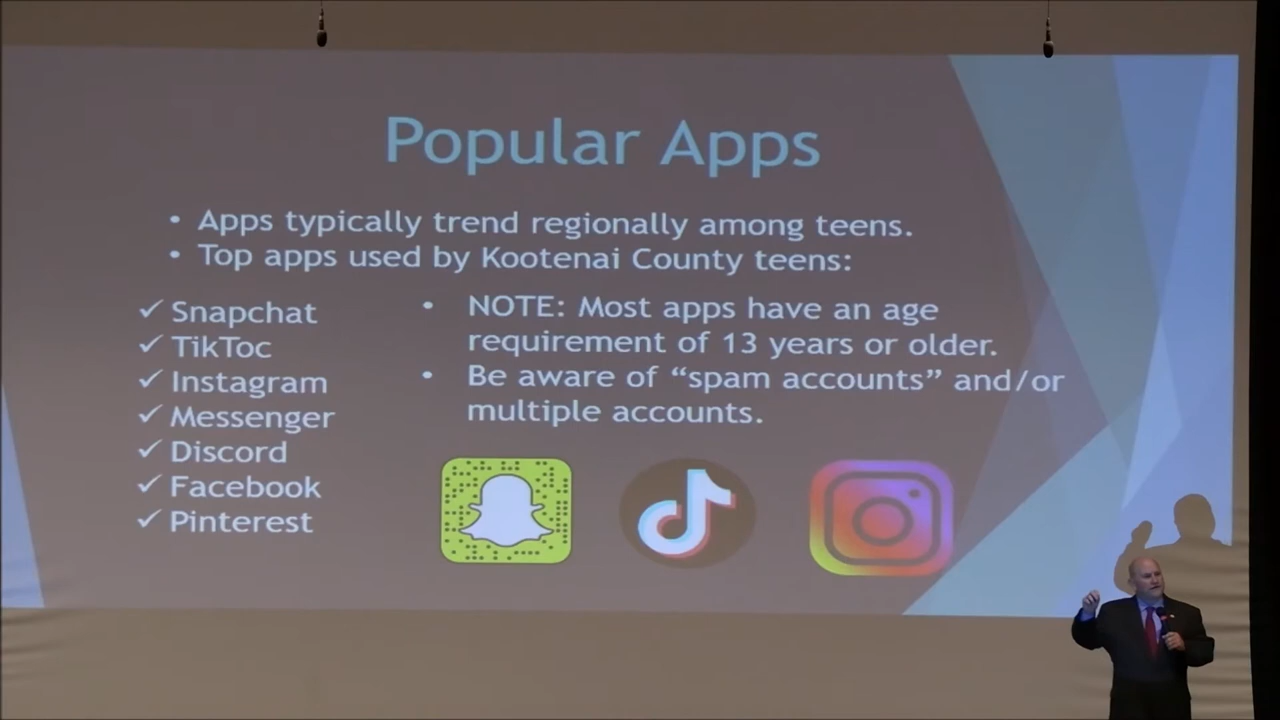 Popular Apps
• Apps typically trend regionally among teens.
• Top apps used by Kootenai County teens:
✓ Snapchat
✓ TikToc
✓ Instagram
✓ Messenger
✓ Discord
✓ Facebook
✓ Pinterest
• NOTE: Most apps have an age
requirement of 13 years or older.
• Be aware of “spam accounts” and/or
multiple accounts.